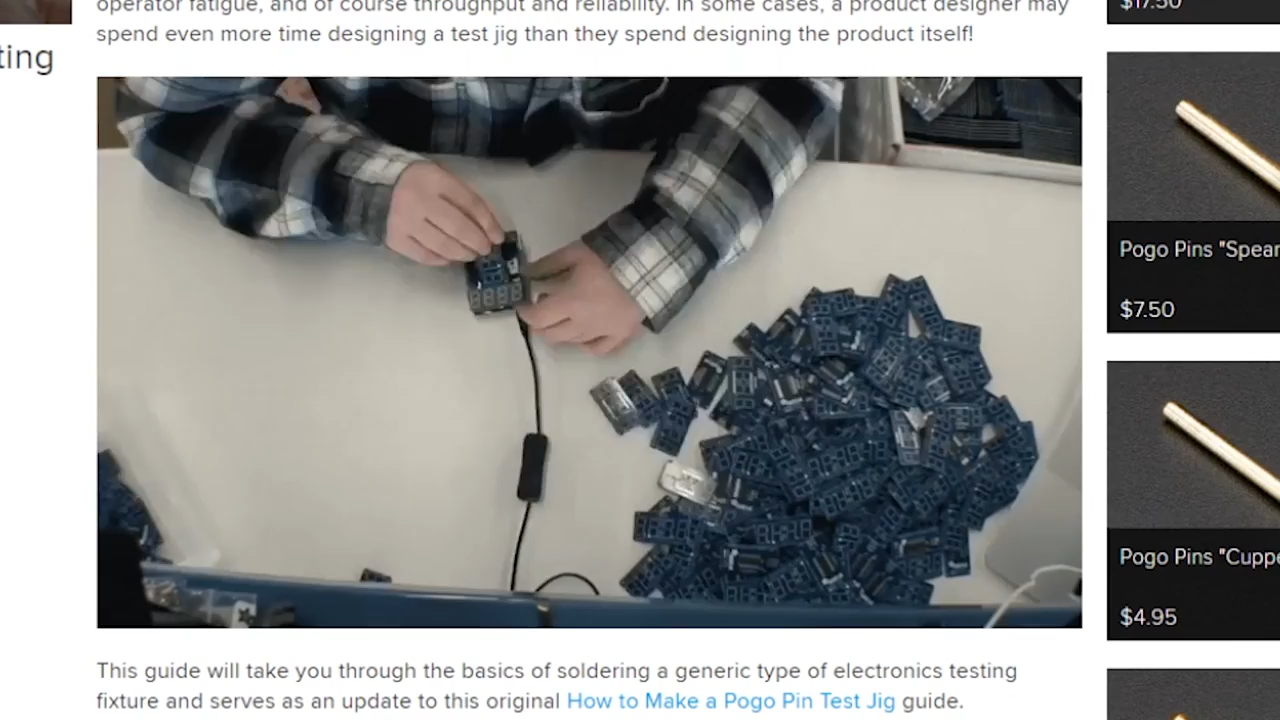 operator fatigue, and of course throughput and reliability. In some cases, a product designer may
spend even more time designing a test jig than they spend designing the product itself!
ting
This guide will take you through the basics of soldering a generic type of electronics testing
fixture and serves as an update to this original How to Make a Pogo Pin Test Jig guide.
$17.50
Pogo Pins "Spear
$7.50
Pogo Pins "Cuppe
$4.95